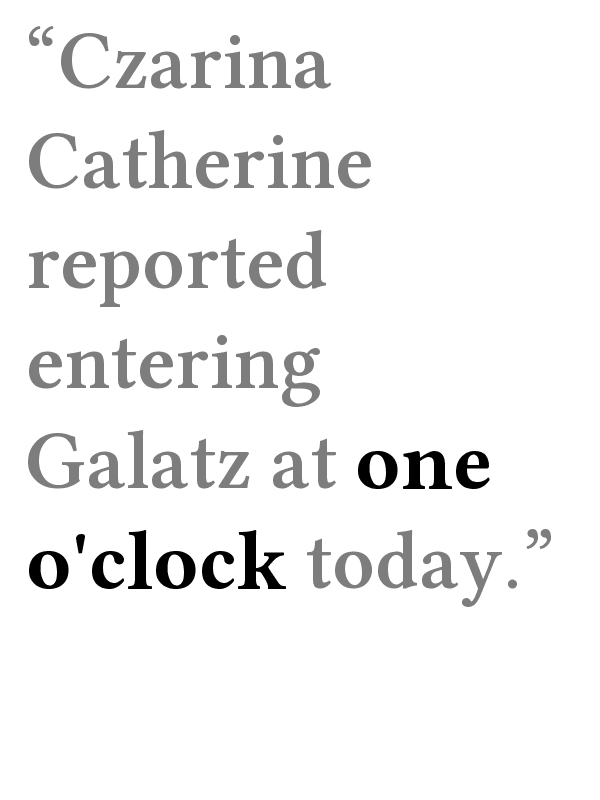 “Czarina
Catherine
reported
entering
Galatz at one
o'clock today.”